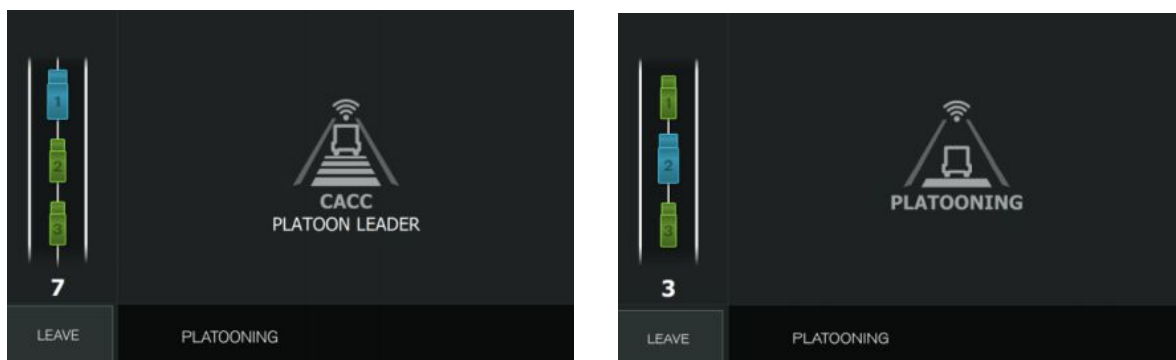 1
2
3
7
CACC
PLATOON LEADER
LEAVE
PLATOONING
1
2
3
3
PLATOONING
LEAVE
PLATOONING